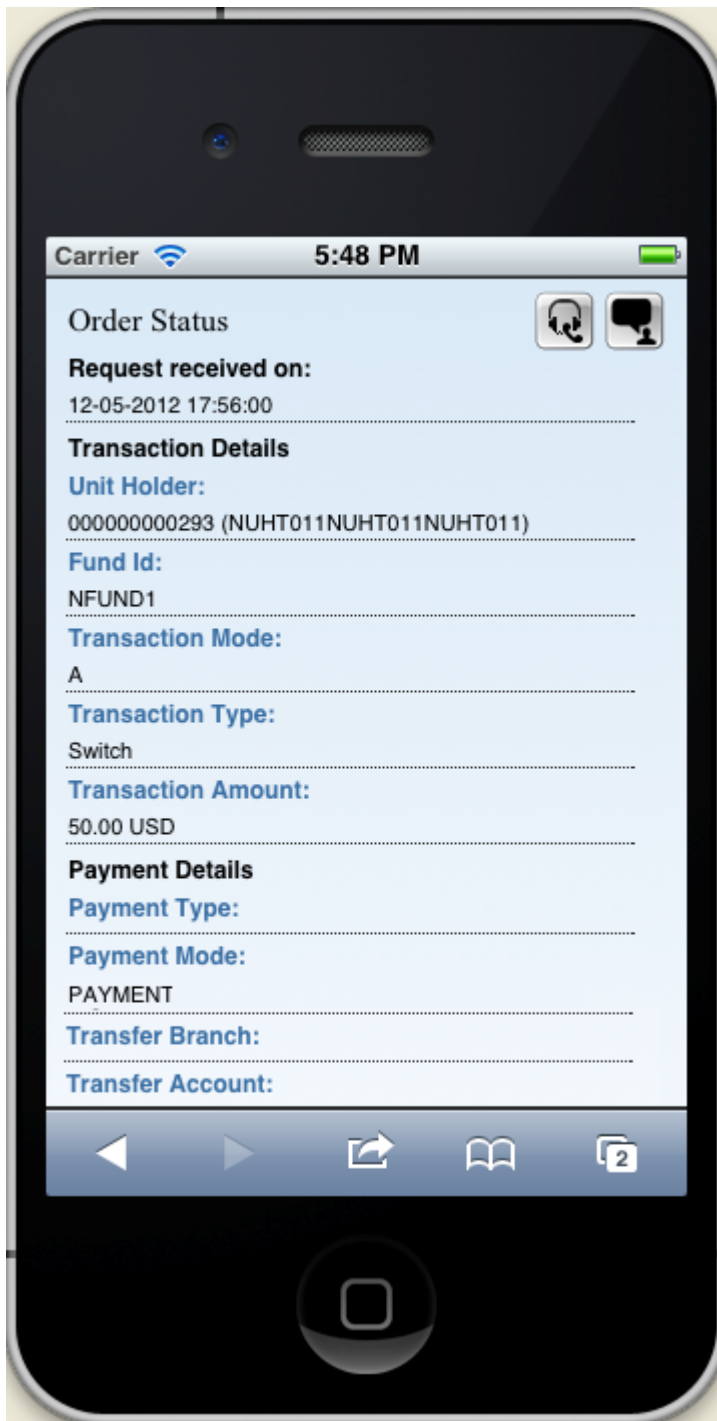 Carrier 5:48 PM
Order Status
Request received on:
12-05-2012 17:56:00
Transaction Details
Unit Holder:
000000000293 (NUHT011NUHT011NUHT011)
Fund Id:
NFUND1
Transaction Mode:
A
Transaction Type:
Switch
Transaction Amount:
50.00 USD
Payment Details
Payment Type:
Payment Mode:
PAYMENT
Transfer Branch:
Transfer Account:
2